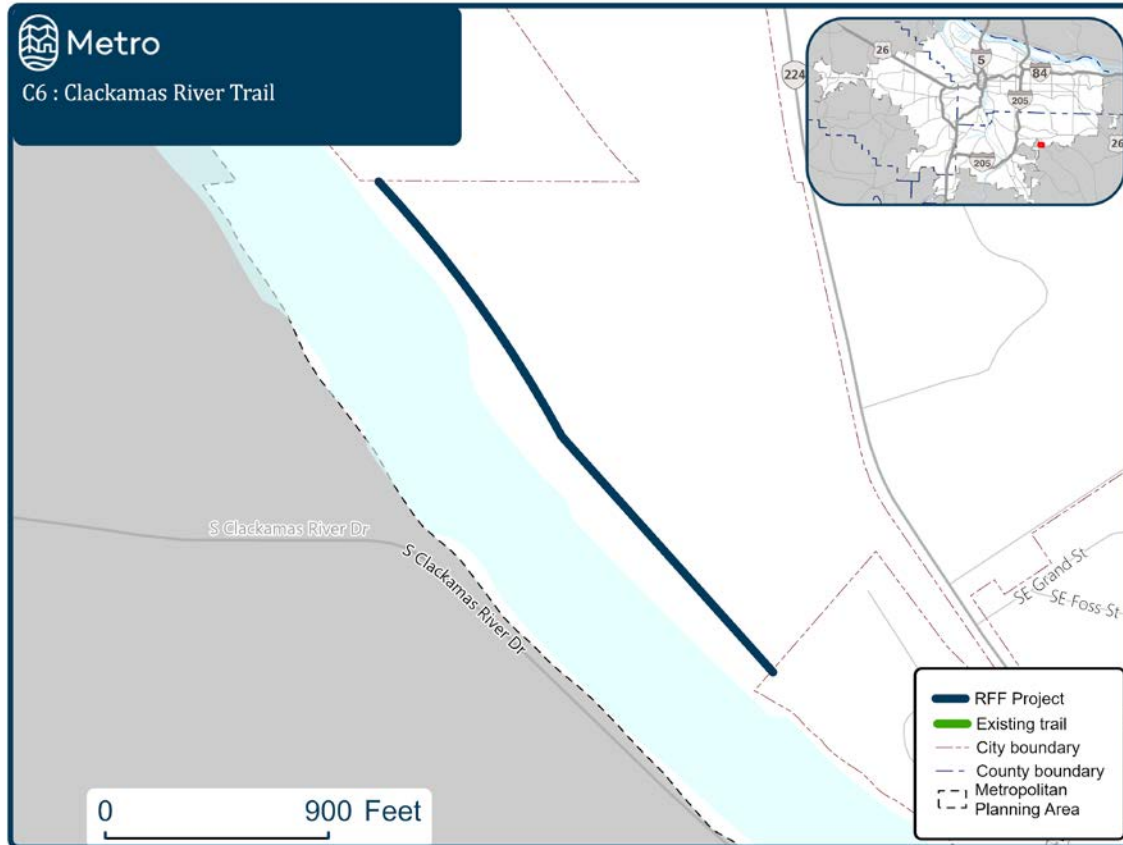 Metro
C6 : Clackamas River Trail
26
5
84
224
205
26
205
S Clackamas River Dr
S Clackamas River Dr
SE Grand St
SE Foss St
RFF Project
Existing trail
City boundary
County boundary
Metropolitan
Planning Area
0 900 Feet